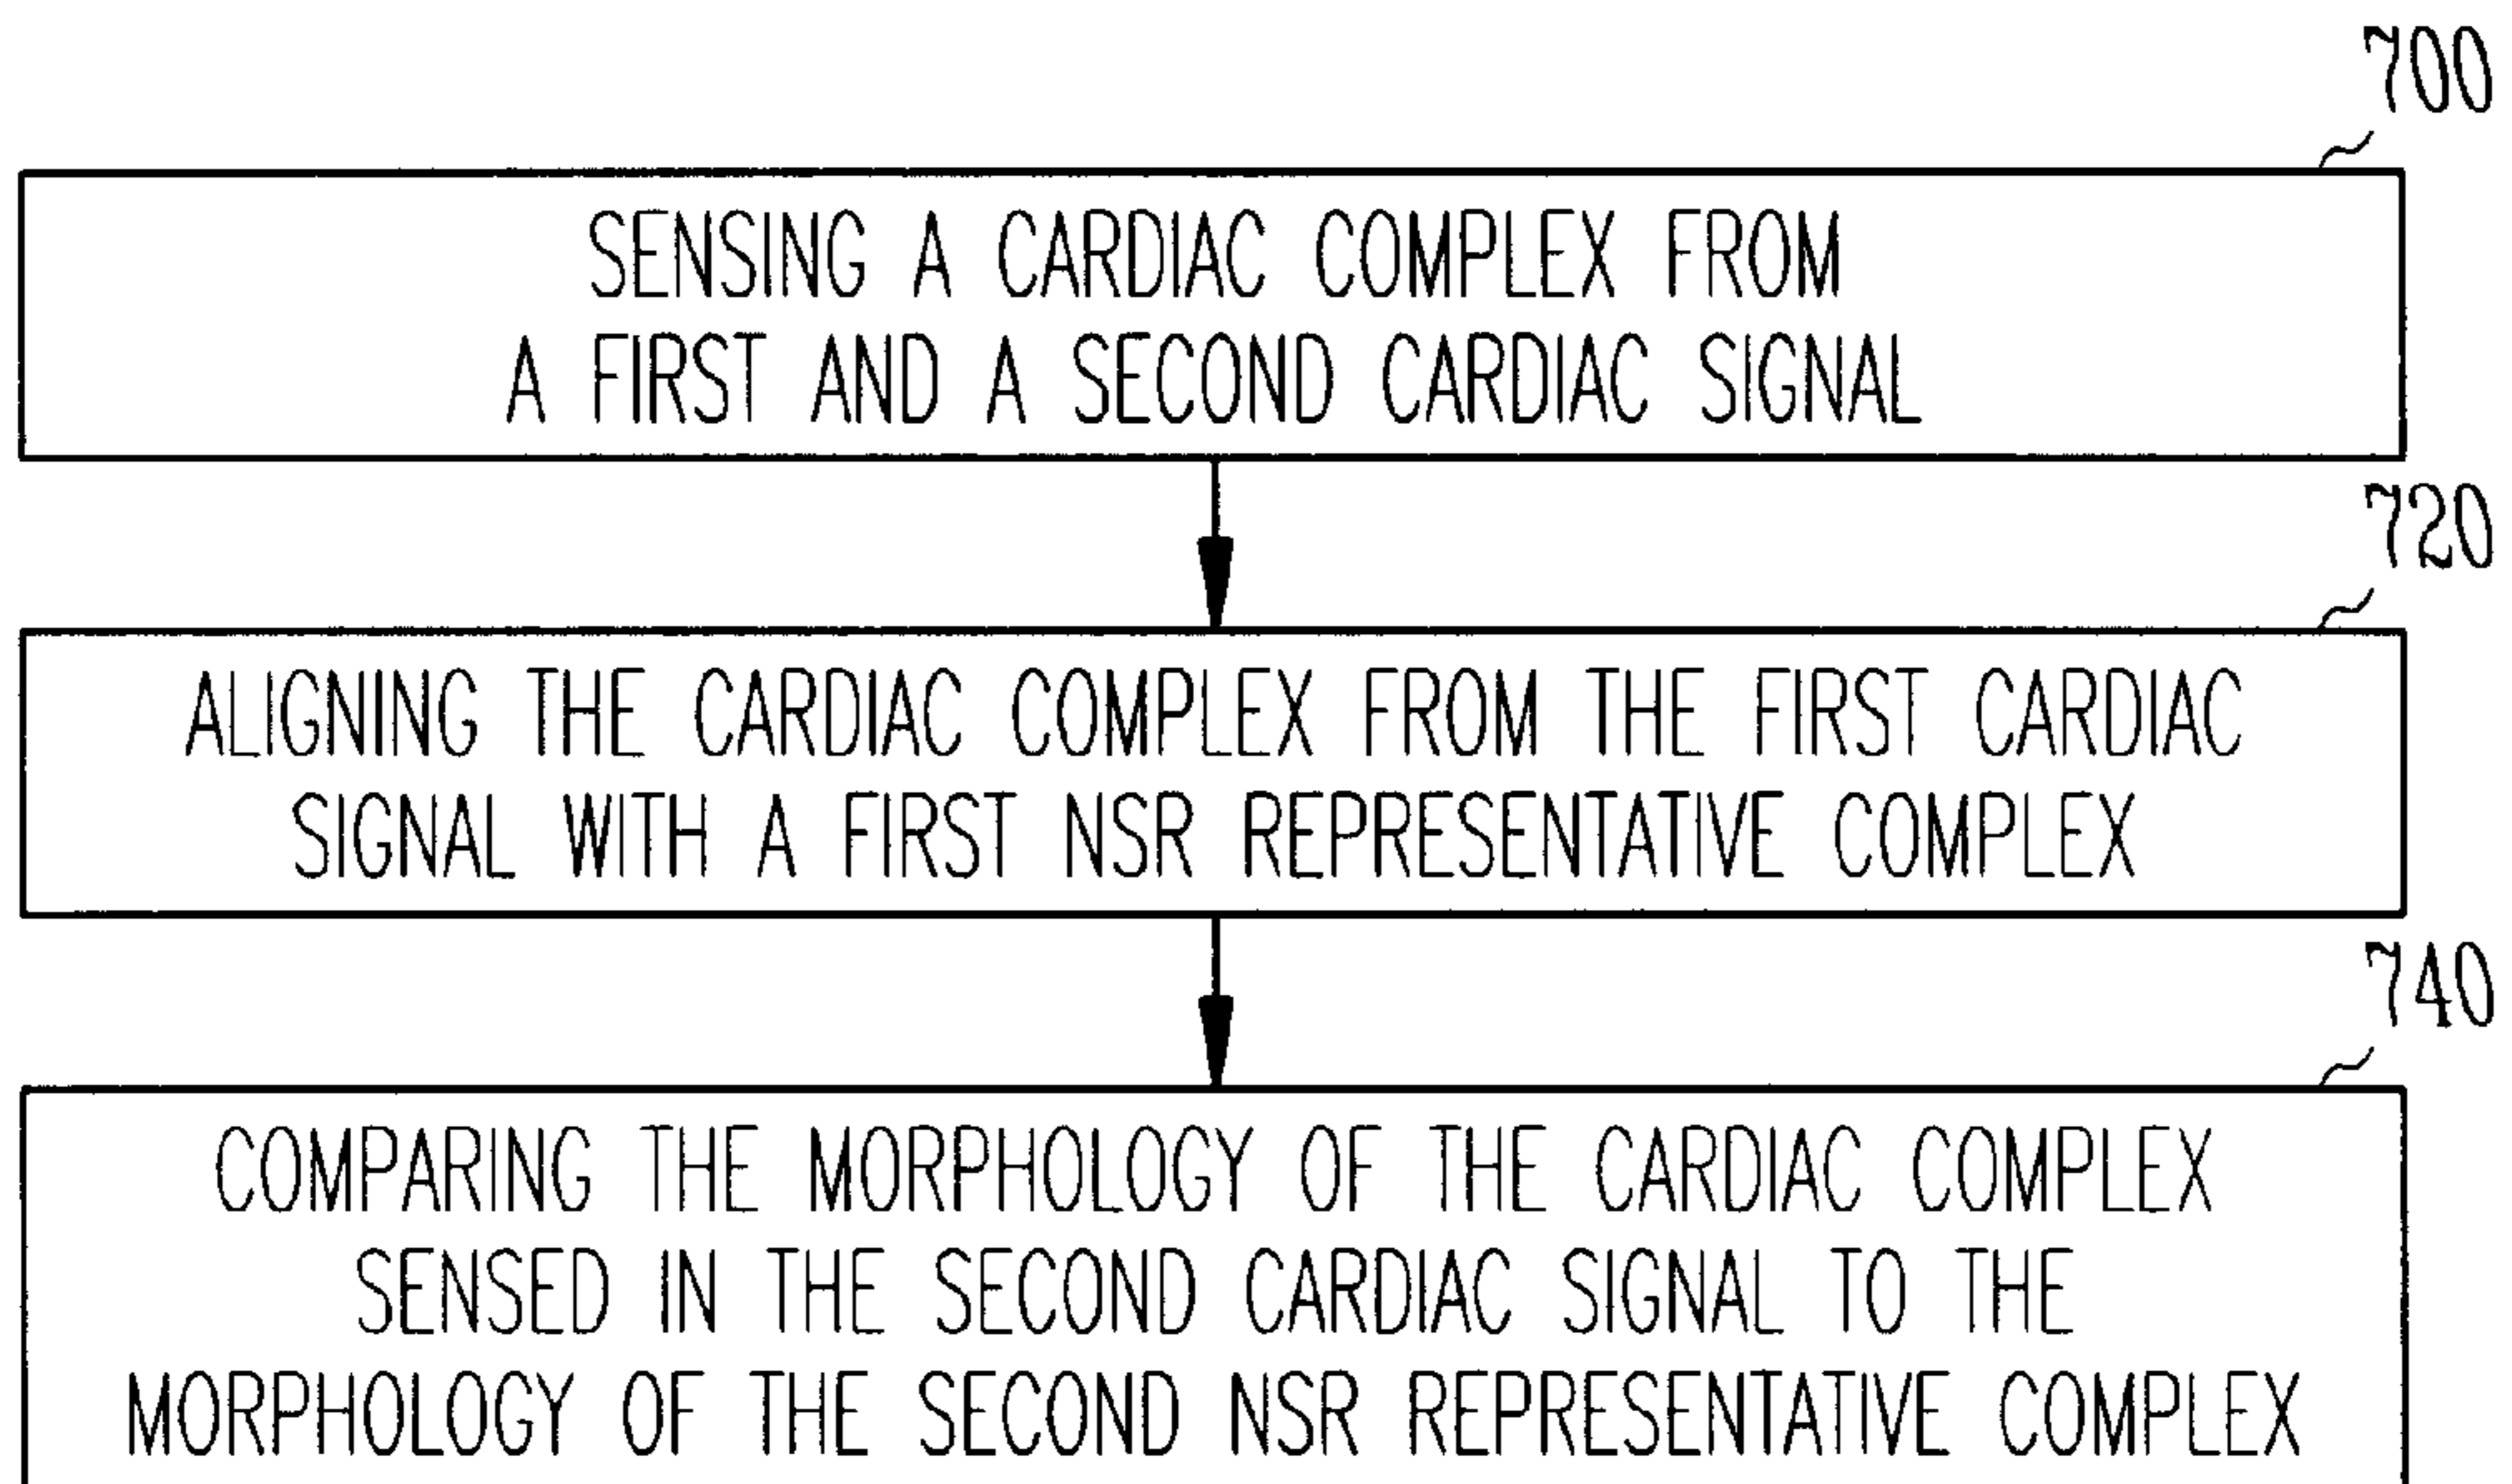 700
SENSING A CARDIAC COMPLEX FROM
A FIRST AND A SECOND CARDIAC SIGNAL
720
ALIGNING THE CARDIAC COMPLEX FROM THE FIRST CARDIAC
SIGNAL WITH A FIRST NSR REPRESENTATIVE COMPLEX
740
COMPARING THE MORPHOLOGY OF THE CARDIAC COMPLEX
SENSED IN THE SECOND CARDIAC SIGNAL TO THE
MORPHOLOGY OF THE SECOND NSR REPRESENTATIVE COMPLEX